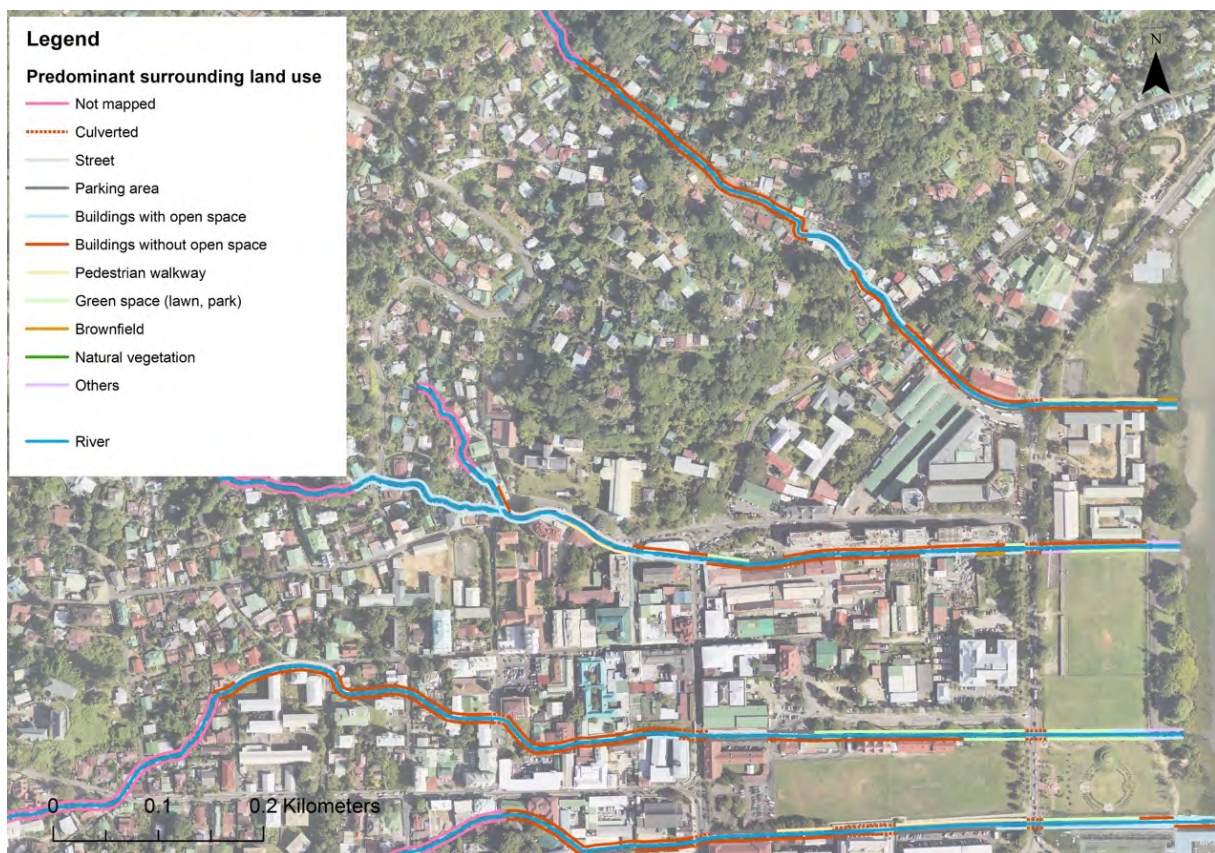 Legend
Predominant surrounding land use
Not mapped
Culverted
Street
Parking area
Buildings with open space
Buildings without open space
Pedestrian walkway
Green space (lawn, park)
Brownfield
Natural vegetation
Others
River
N
0 0.1 0.2 Kilometers